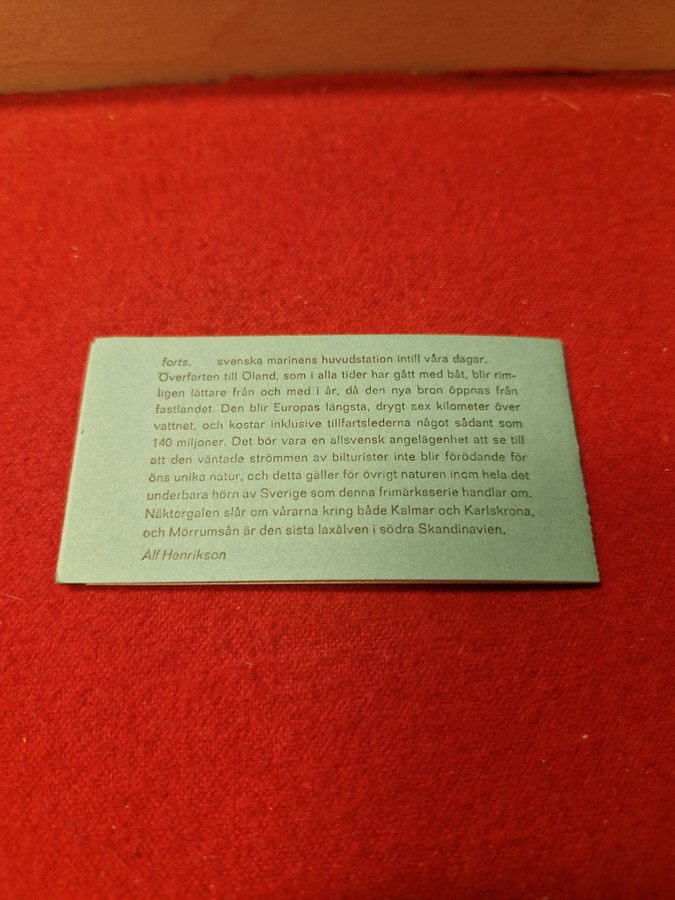 forts. svenska marinens huvudstation intill våra dagar.
Överfarten till Öland, som i alla tider har gått med båt, blir rim-
ligen lättare från och med i år, då den nya bron öppnas från
fastlandet. Den blir Europas längsta, drygt sex kilometer över
vattnet, och kostar inklusive tillfartslederna något sådant som
140 miljoner. Det bör vara en allsvensk angelägenhet att se till
att den väntade strömmen av bilturister inte blir förödande för
öns unika natur, och detta gäller för övrigt naturen inom hela det
underbara hörn av Sverige som denna frimärksserie handlar om.
Näktergalen slår om vårarna kring både Kalmar och Karlskrona,
och Mörrumsån är den sista laxälven i södra Skandinavien.
Alf Henrikson